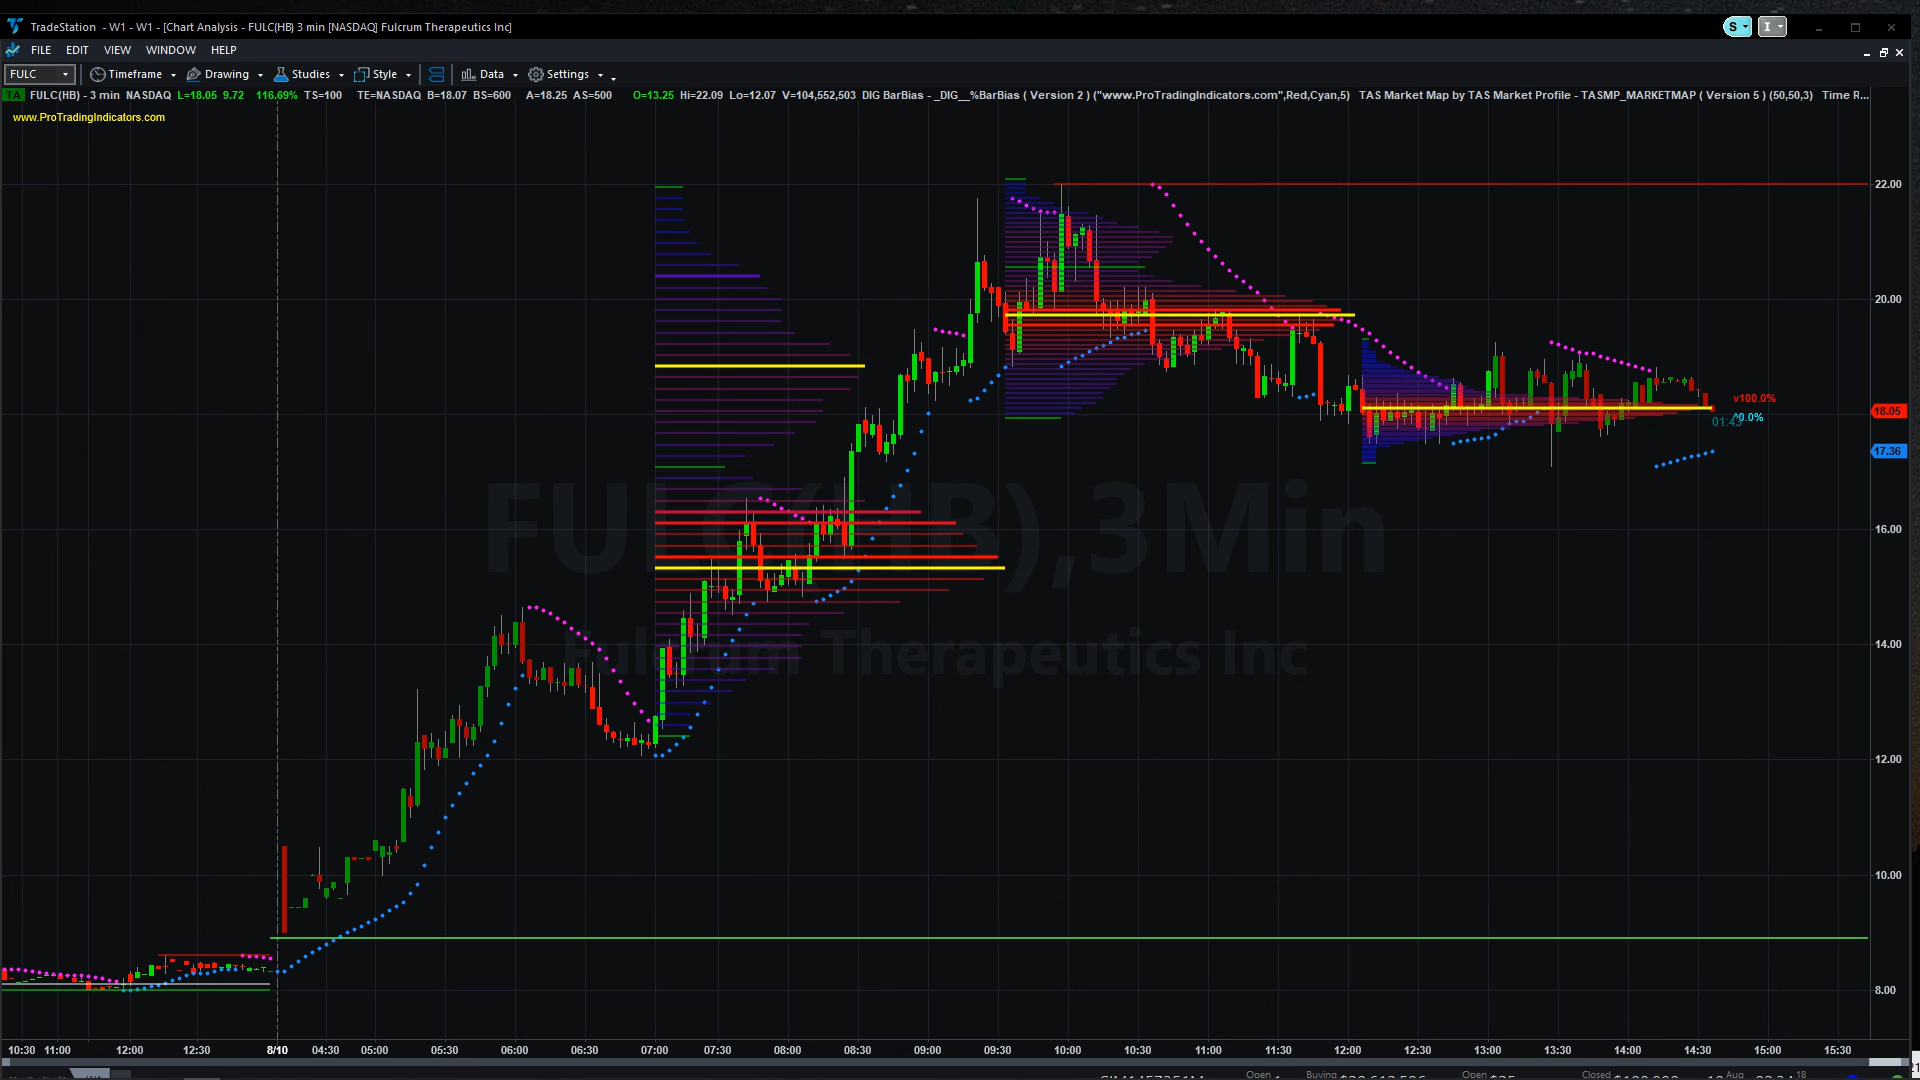 TradeStation - W1 - W1 - [Chart Analysis - FULC(HB) 3 min [NASDAQ] Fulcrum Therapeutics Inc]
S I
FILE EDIT VIEW WINDOW HELP
FULC Timeframe Drawing Studies Style Data Settings
TA FULC(HB) - 3 min NASDAQ L=18.05 9.72 116.69% TS=100 TE=NASDAQ B=18.07 BS=600 A=18.25 AS=500 O=13.25 Hi=22.09 Lo=12.07 V=104,552,503 DIG BarBias - _DIG__%BarBias ( Version 2 ) ("www.ProTradingIndicators.com",Red,Cyan,5) TAS Market Map by TAS Market Profile - TASMP_MARKETMAP ( Version 5 ) (50,50,3) Time R...
www.ProTradingIndicators.com
22.00
20.00
v100.0%
18.05
^0.0%
17.36
FULC(HB),3Min
16.00
Fulcrum Therapeutics Inc
14.00
12.00
10.00
8.00
10:30 11:00 12:00 12:30 8/10 04:30 05:00 05:30 06:00 06:30 07:00 07:30 08:00 08:30 09:00 09:30 10:00 10:30 11:00 11:30 12:00 12:30 13:00 13:30 14:00 14:30 15:00 15:30